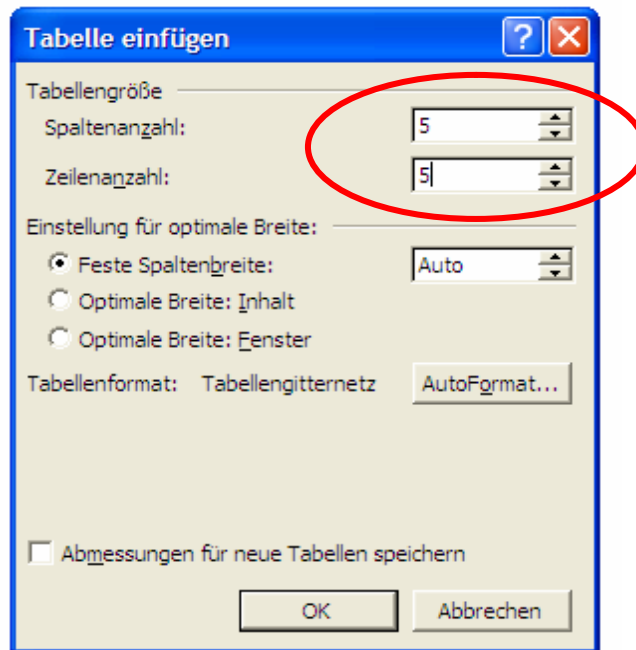 Tabelle einfügen
Tabellengröße
Spaltenanzahl: 5
Zeilenanzahl: 5
Einstellung für optimale Breite:
Feste Spaltenbreite: Auto
Optimale Breite: Inhalt
Optimale Breite: Fenster
Tabellenformat: Tabellengitternetz AutoFormat...
Abmessungen für neue Tabellen speichern
OK Abbrechen